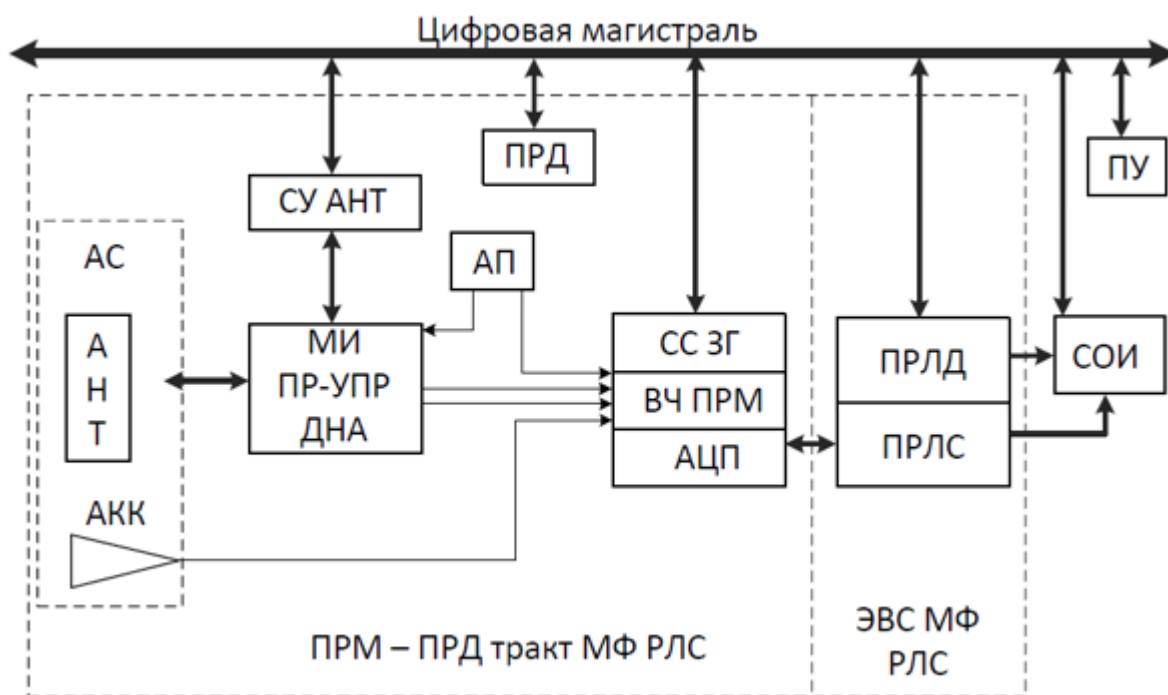 Цифровая магистраль
ПРД
ПУ
СУ АНТ
АС
АП
А
Н
Т
МИ
ПР-УПР
ДНА
СС ЗГ
ВЧ ПРМ
АЦП
ПРЛД
ПРЛС
СОИ
АКК
ПРМ – ПРД тракт МФ РЛС
ЭВС МФ
РЛС